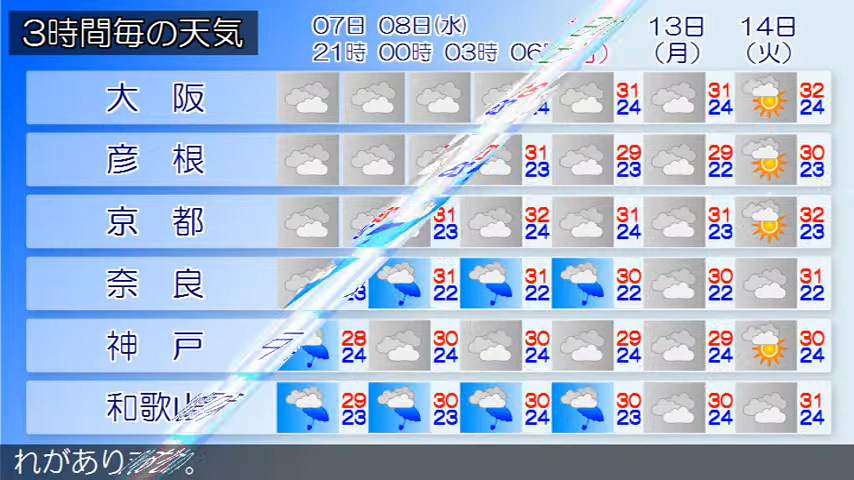 3時間毎の天気
07日 08日(水) 13日 14日
21時 00時 03時 (月) (火)
大阪 31 31 32
24 24 24 24
彦根 31 29 29 30
23 23 22 23
京都 31 32 31 31 32
23 24 24 23 23
奈良 31 31 30 30 31
23 22 22 22 22 22
神戸 28 30 30 29 29 30
24 24 24 24 24 24
和歌山 29 30 30 30 30 31
23 23 24 23 24 24
れがあり